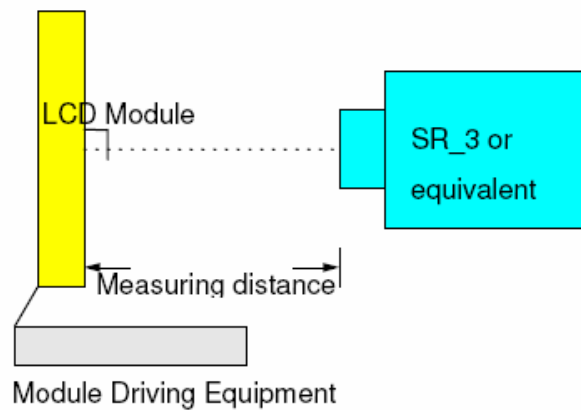 LCD Module
SR_3 or
equivalent
Measuring distance
Module Driving Equipment